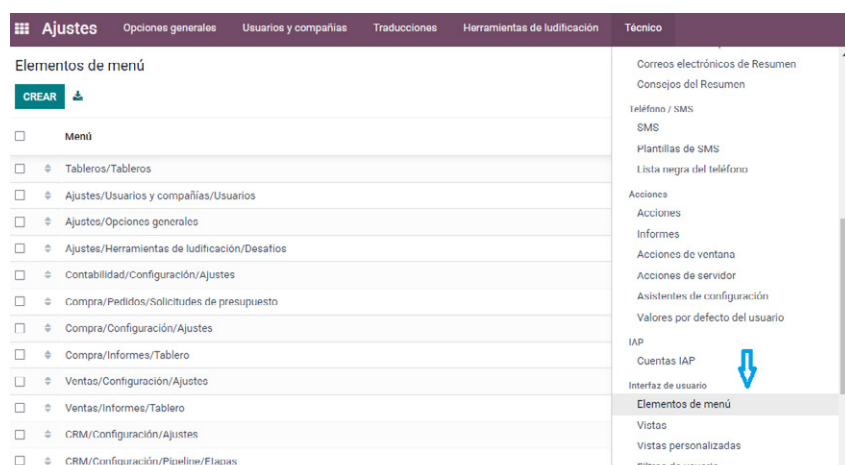 Ajustes Opciones generales Usuarios y compañías Traducciones Herramientas de ludificación Técnico
Elementos de menú
CREAR
Menú
Tableros/Tableros
Ajustes/Usuarios y compañías/Usuarios
Ajustes/Opciones generales
Ajustes/Herramientas de ludificación/Desafíos
Contabilidad/Configuración/Ajustes
Compra/Pedidos/Solicitudes de presupuesto
Compra/Configuración/Ajustes
Compra/Informes/Tablero
Ventas/Configuración/Ajustes
Ventas/Informes/Tablero
CRM/Configuración/Ajustes
CRM/Configuración/Pipeline/Etapas
Correos electrónicos de Resumen
Consejos del Resumen
Teléfono / SMS
SMS
Plantillas de SMS
Lista negra del teléfono
Acciones
Acciones
Informes
Acciones de ventana
Acciones de servidor
Asistentes de configuración
Valores por defecto del usuario
IAP
Cuentas IAP
Interfaz de usuario
Elementos de menú
Vistas
Vistas personalizadas